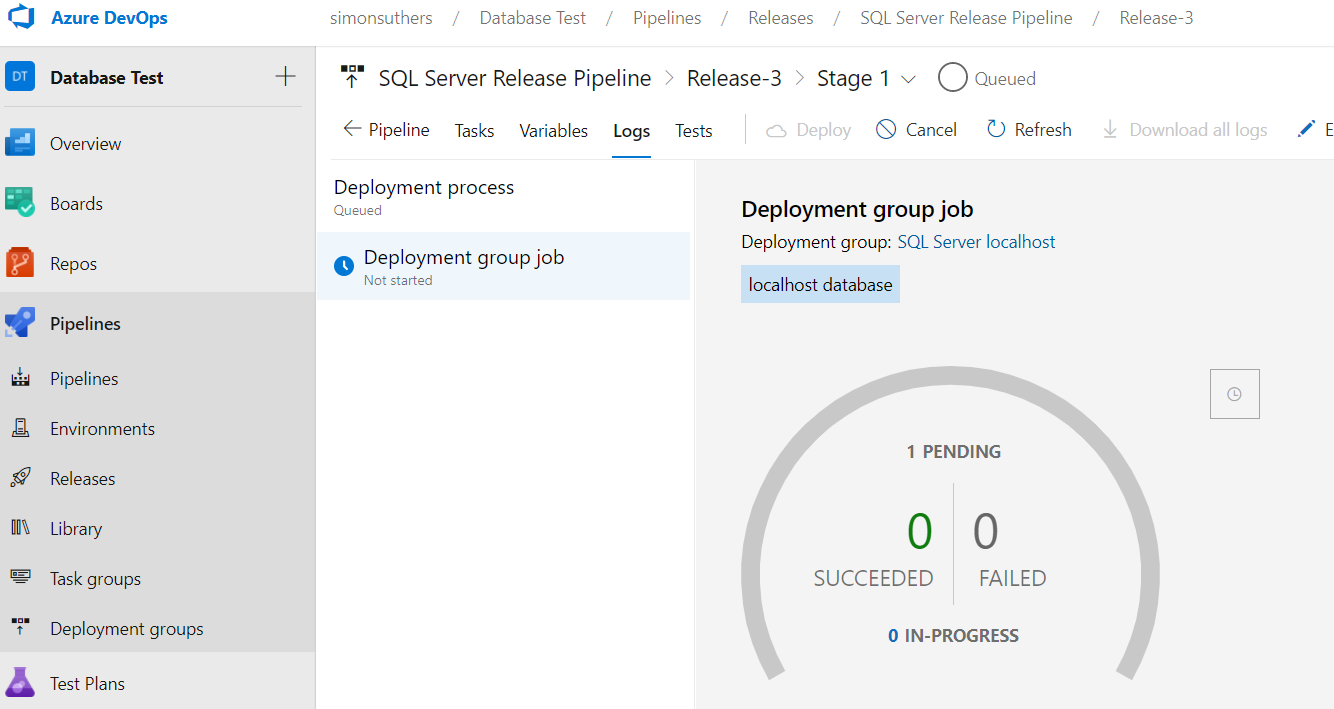 Azure DevOps
simonsuthers / Database Test / Pipelines / Releases / SQL Server Release Pipeline / Release-3
DT Database Test
Overview
Boards
Repos
Pipelines
Pipelines
Environments
Releases
Library
Task groups
Deployment groups
Test Plans
SQL Server Release Pipeline > Release-3 > Stage 1 Queued
Pipeline Tasks Variables Logs Tests Deploy Cancel Refresh Download all logs E
Deployment process
Queued
Deployment group job
Not started
Deployment group job
Deployment group: SQL Server localhost
localhost database
1 PENDING
0 0
SUCCEEDED FAILED
0 IN-PROGRESS